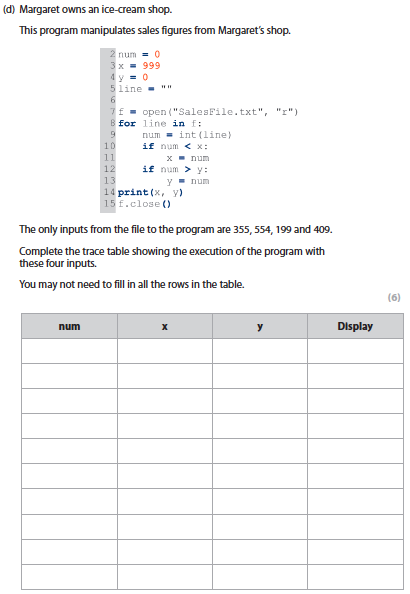 (d) Margaret owns an ice-cream shop.
This program manipulates sales figures from Margaret's shop.
2 num = 0
3 x = 999
4 y = 0
5 line = ""
6
7 f = open("SalesFile.txt", "r")
8 for line in f:
9 num = int(line)
10 if num < x:
11 x = num
12 if num > y:
13 y = num
14 print(x, y)
15 f.close()
The only inputs from the file to the program are 355, 554, 199 and 409.
Complete the trace table showing the execution of the program with
these four inputs.
You may not need to fill in all the rows in the table.
(6)
num x y Display